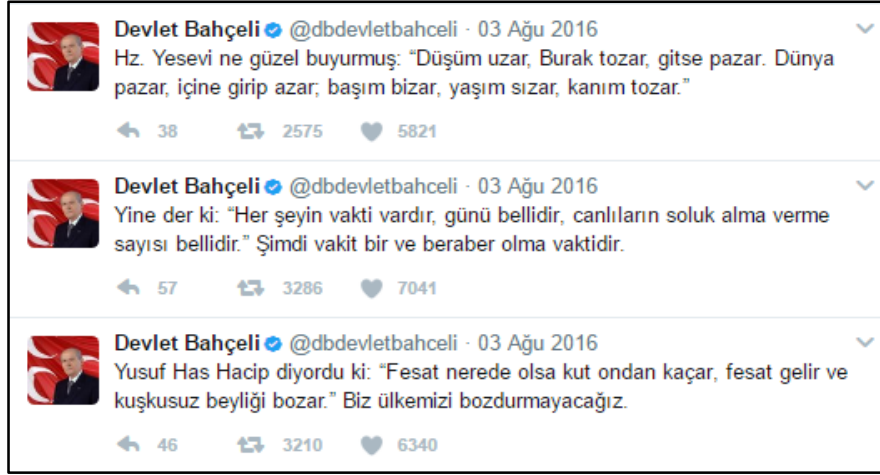 Devlet Bahçeli @dbdevletbahceli · 03 Ağu 2016
Hz. Yesevi ne güzel buyurmuş: “Düşüm uzar, Burak tozar, gitse pazar. Dünya
pazar, içine girip azar; başım bizar, yaşım sızar, kanım tozar.”
38 2575 5821
Devlet Bahçeli @dbdevletbahceli · 03 Ağu 2016
Yine der ki: “Her şeyin vakti vardır, günü bellidir, canlıların soluk alma verme
sayısı bellidir.” Şimdi vakit bir ve beraber olma vaktidir.
57 3286 7041
Devlet Bahçeli @dbdevletbahceli · 03 Ağu 2016
Yusuf Has Hacip diyordu ki: “Fesat nerede olsa kut ondan kaçar, fesat gelir ve
kuşkusuz beyliği bozar.” Biz ülkemizi bozdurmayacağız.
46 3210 6340